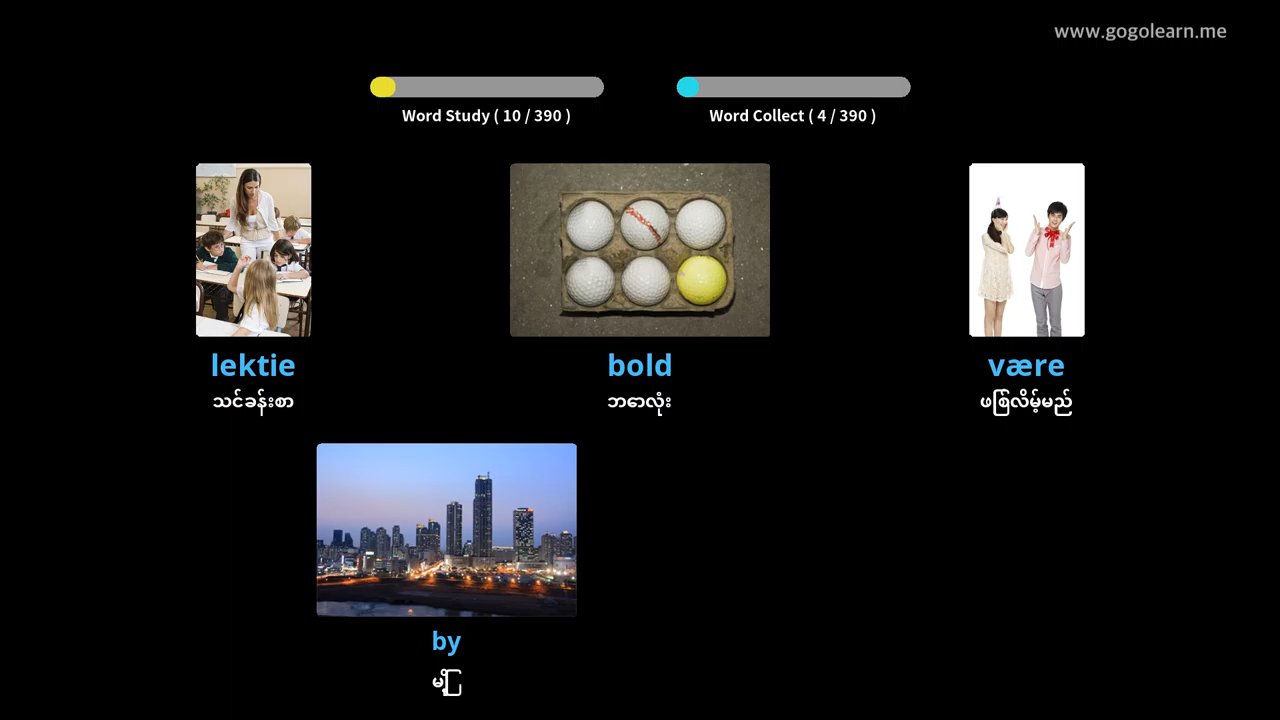 www.gogolearn.me
Word Study ( 10 / 390 )
Word Collect ( 4 / 390 )
lektie
bold
være
သင်ခန်းစာ
ဘောလုံး
ဖြစ်လိမ့်မည်
by
မြို့